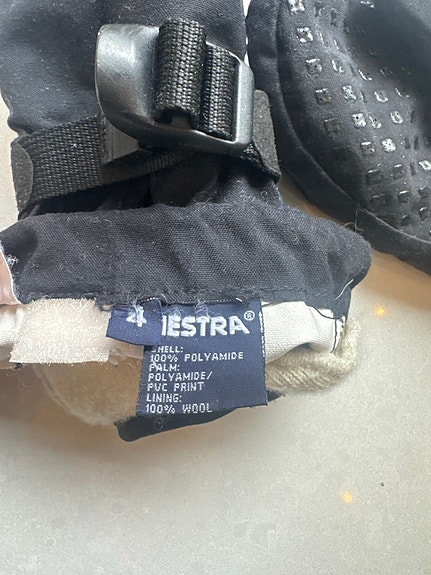 4
ESTRA®
SHELL:
100% POLYAMIDE
PALM:
POLYAMIDE/
PVC PRINT
LINING:
100% WOOL